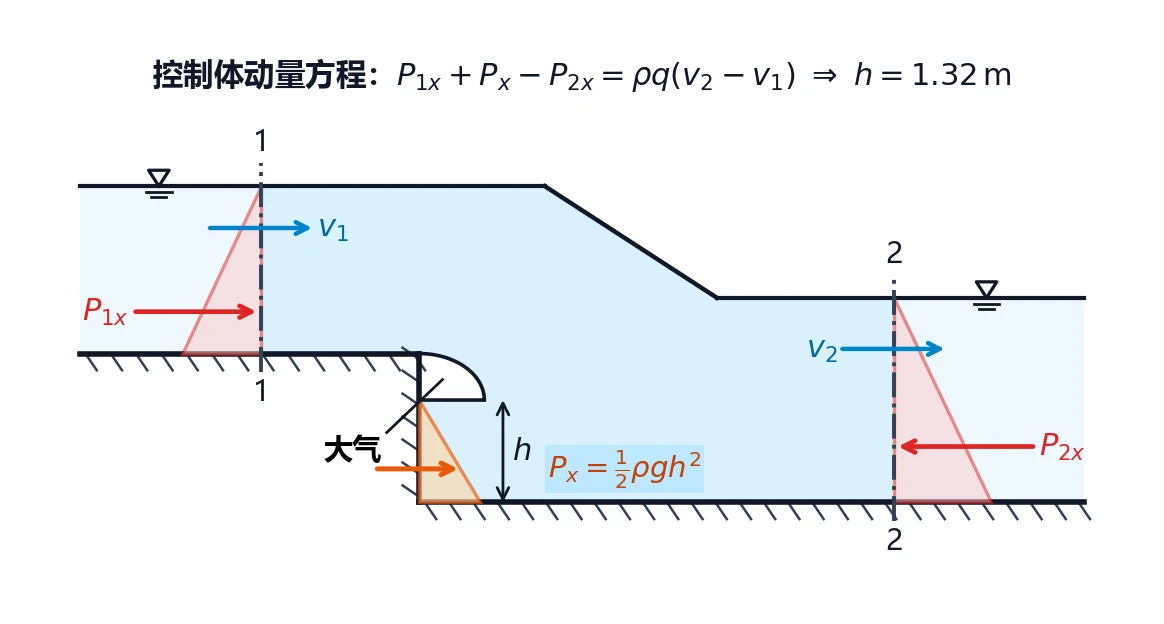 控制体动量方程：P₁ₓ + Pₓ − P₂ₓ = ρq(v₂ − v₁) ⇒ h = 1.32 m
1
v₁
2
P₁ₓ
v₂
1
大气
h
Pₓ = ½ρgh²
P₂ₓ
2